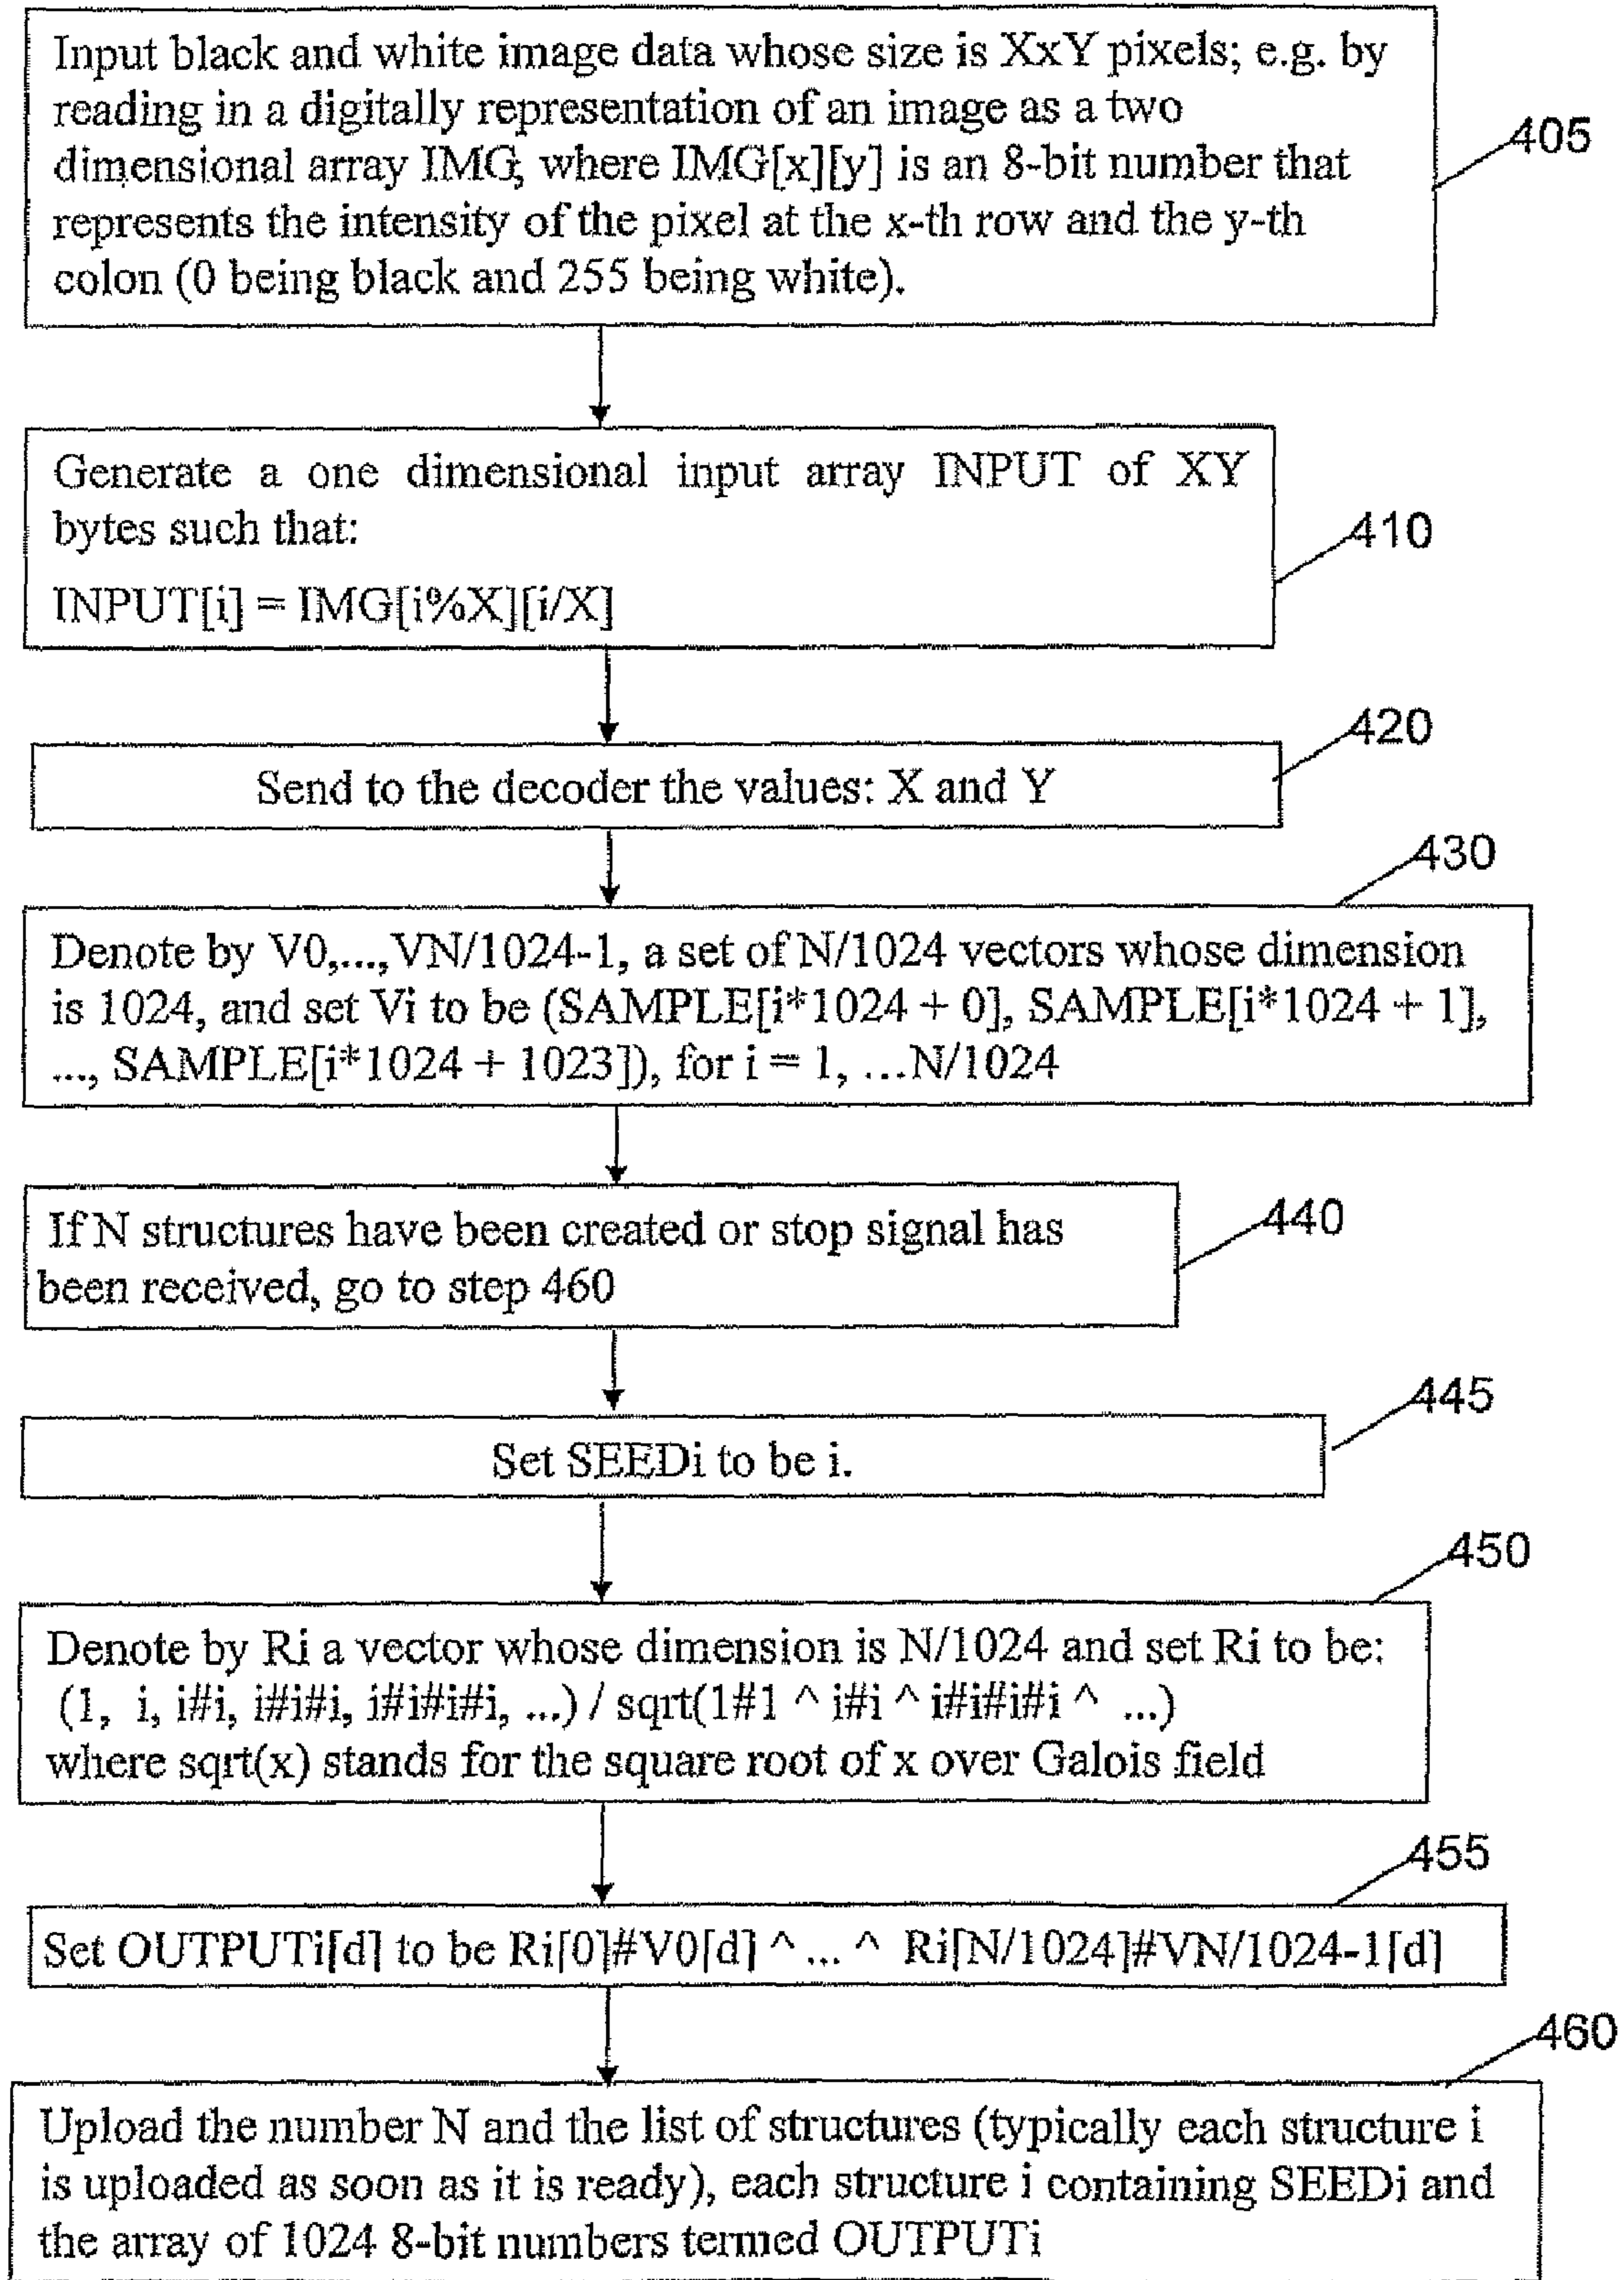 Input black and white image data whose size is XxY pixels; e.g. by
reading in a digitally representation of an image as a two
dimensional array IMG, where IMG[x][y] is an 8-bit number that
represents the intensity of the pixel at the x-th row and the y-th
colon (0 being black and 255 being white).
405
Generate a one dimensional input array INPUT of XY
bytes such that:
INPUT[i] = IMG[i%X][i/X]
410
420
Send to the decoder the values: X and Y
430
Denote by V0,...,VN/1024-1, a set of N/1024 vectors whose dimension
is 1024, and set Vi to be (SAMPLE[i*1024 + 0], SAMPLE[i*1024 + 1],
..., SAMPLE[i*1024 + 1023]), for i = 1, ...N/1024
If N structures have been created or stop signal has
been received, go to step 460
440
445
Set SEEDi to be i.
450
Denote by Ri a vector whose dimension is N/1024 and set Ri to be:
(1, i, i#i, i#i#i, i#i#i#i, ...) / sqrt(1#1 ^ i#i ^ i#i#i#i ^ ...)
where sqrt(x) stands for the square root of x over Galois field
455
Set OUTPUTi[d] to be Ri[0]#V0[d] ^ ... ^ Ri[N/1024]#VN/1024-1[d]
460
Upload the number N and the list of structures (typically each structure i
is uploaded as soon as it is ready), each structure i containing SEEDi and
the array of 1024 8-bit numbers termed OUTPUTi